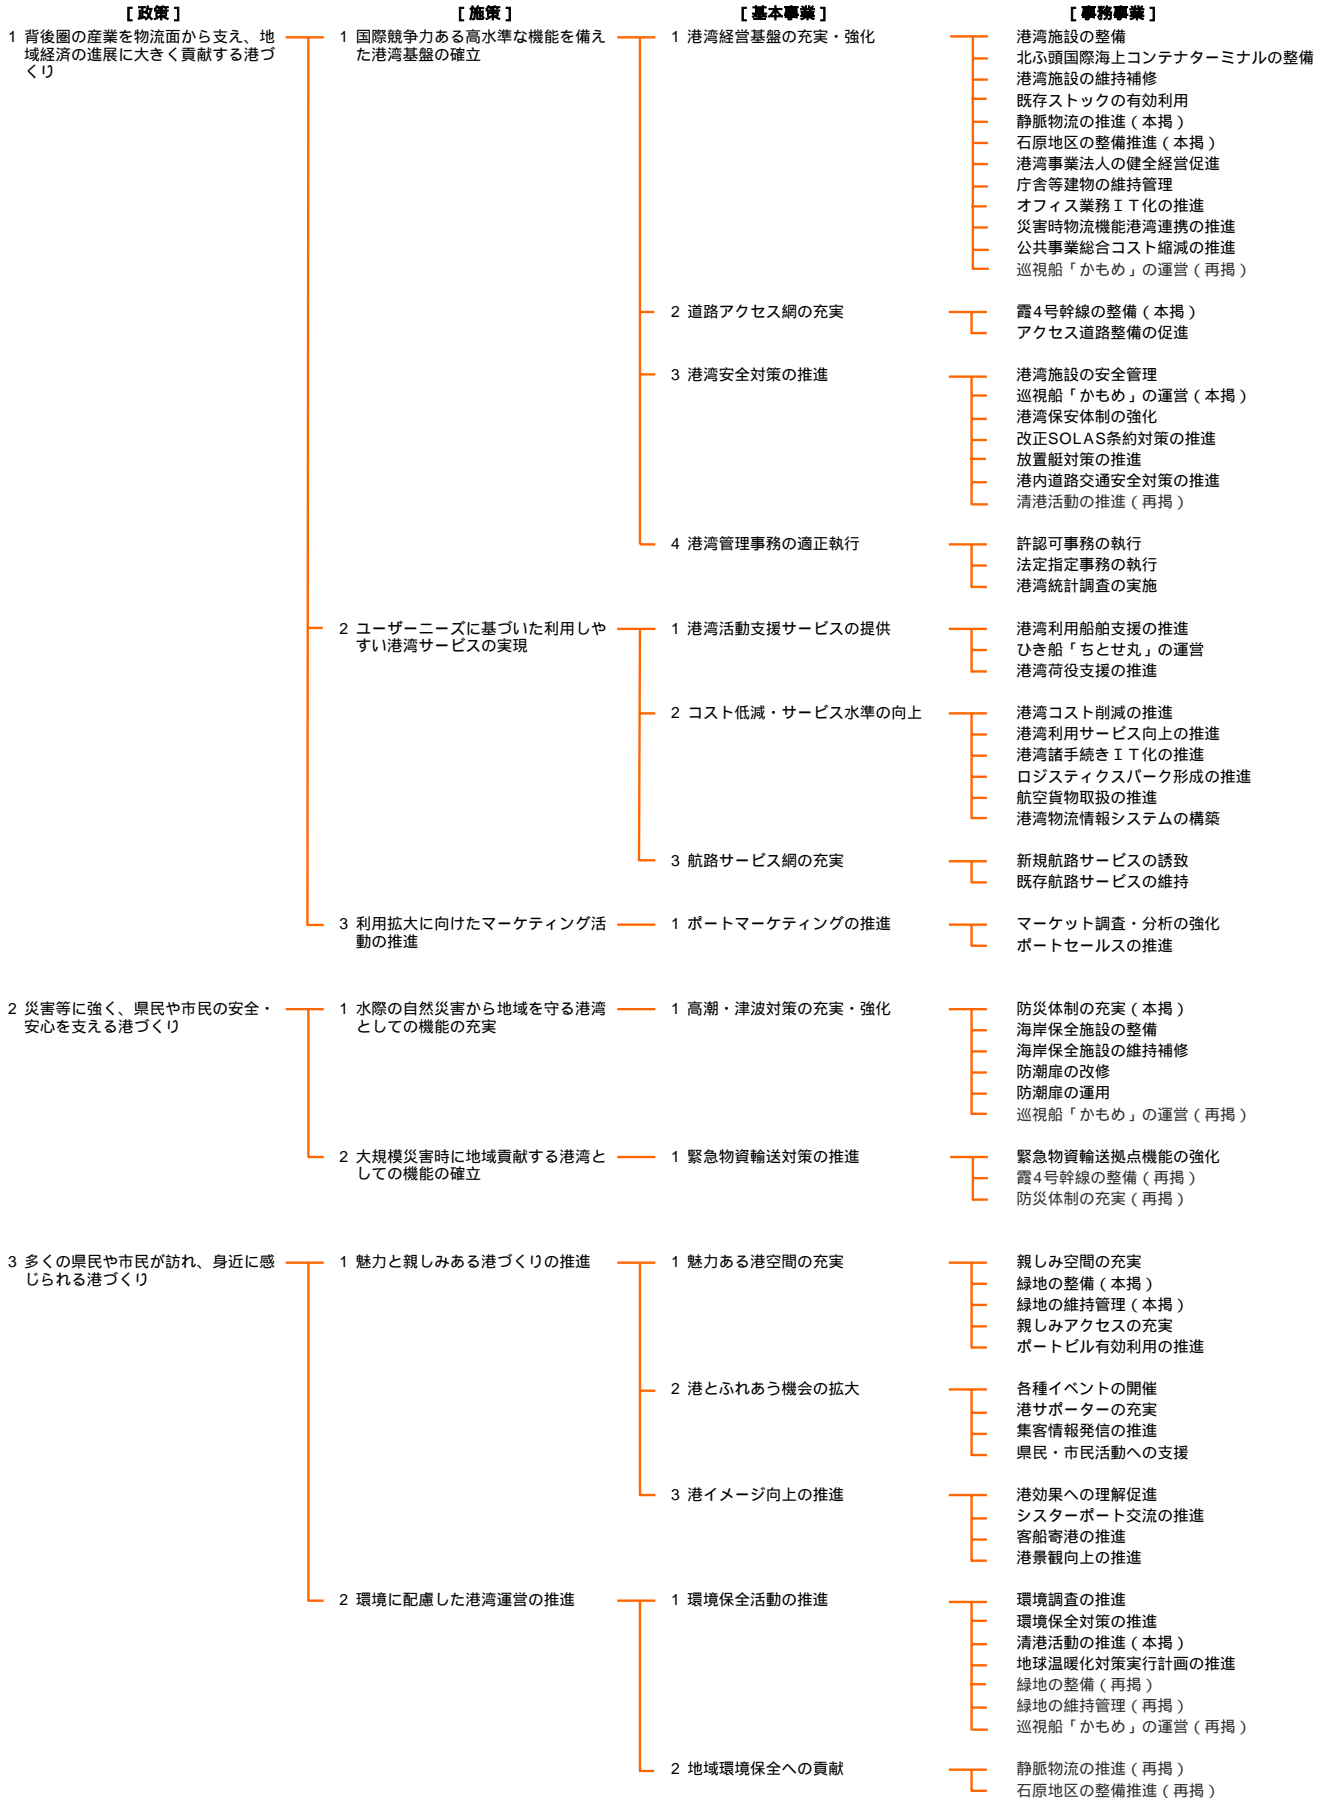 [ 政策 ] [ 施策 ] [ 基本事業 ] [ 事務事業 ]
1 背後圏の産業を物流面から支え、地
域経済の進展に大きく貢献する港づ
くり
1 国際競争力ある高水準な機能を備え
た港湾基盤の確立
1 港湾経営基盤の充実・強化
港湾施設の整備
北ふ頭国際海上コンテナターミナルの整備
港湾施設の維持補修
既存ストックの有効利用
静脈物流の推進（本掲）
石原地区の整備推進（本掲）
港湾事業法人の健全経営促進
庁舎等建物の維持管理
オフィス業務ＩＴ化の推進
災害時物流機能港湾連携の推進
公共事業総合コスト縮減の推進
巡視船「かもめ」の運営（再掲）
2 道路アクセス網の充実
霞4号幹線の整備（本掲）
アクセス道路整備の促進
3 港湾安全対策の推進
港湾施設の安全管理
巡視船「かもめ」の運営（本掲）
港湾保安体制の強化
改正SOLAS条約対策の推進
放置艇対策の推進
港内道路交通安全対策の推進
清港活動の推進（再掲）
4 港湾管理事務の適正執行
許認可事務の執行
法定指定事務の執行
港湾統計調査の実施
2 ユーザーニーズに基づいた利用しや
すい港湾サービスの実現
1 港湾活動支援サービスの提供
港湾利用船舶支援の推進
ひき船「ちとせ丸」の運営
港湾荷役支援の推進
2 コスト低減・サービス水準の向上
港湾コスト削減の推進
港湾利用サービス向上の推進
港湾諸手続きＩＴ化の推進
ロジスティクスパーク形成の推進
航空貨物取扱の推進
港湾物流情報システムの構築
3 航路サービス網の充実
新規航路サービスの誘致
既存航路サービスの維持
3 利用拡大に向けたマーケティング活
動の推進
1 ポートマーケティングの推進
マーケット調査・分析の強化
ポートセールスの推進
2 災害等に強く、県民や市民の安全・
安心を支える港づくり
1 水際の自然災害から地域を守る港湾
としての機能の充実
1 高潮・津波対策の充実・強化
防災体制の充実（本掲）
海岸保全施設の整備
海岸保全施設の維持補修
防潮扉の改修
防潮扉の運用
巡視船「かもめ」の運営（再掲）
2 大規模災害時に地域貢献する港湾と
しての機能の確立
1 緊急物資輸送対策の推進
緊急物資輸送拠点機能の強化
霞4号幹線の整備（再掲）
防災体制の充実（再掲）
3 多くの県民や市民が訪れ、身近に感
じられる港づくり
1 魅力と親しみある港づくりの推進
1 魅力ある港空間の充実
親しみ空間の充実
緑地の整備（本掲）
緑地の維持管理（本掲）
親しみアクセスの充実
ポートビル有効利用の推進
2 港とふれあう機会の拡大
各種イベントの開催
港サポーターの充実
集客情報発信の推進
県民・市民活動への支援
3 港イメージ向上の推進
港効果への理解促進
シスターポート交流の推進
客船寄港の推進
港景観向上の推進
2 環境に配慮した港湾運営の推進
1 環境保全活動の推進
環境調査の推進
環境保全対策の推進
清港活動の推進（本掲）
地球温暖化対策実行計画の推進
緑地の整備（再掲）
緑地の維持管理（再掲）
巡視船「かもめ」の運営（再掲）
2 地域環境保全への貢献
静脈物流の推進（再掲）
石原地区の整備推進（再掲）